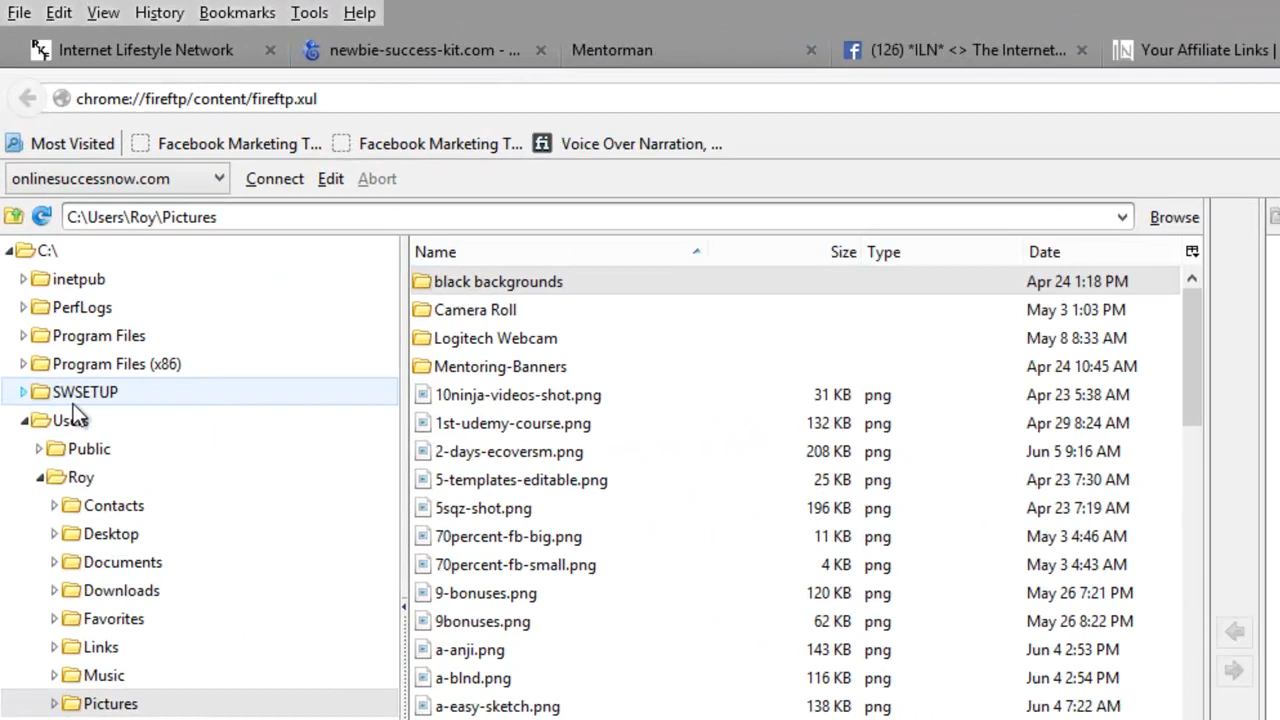 File Edit View History Bookmarks Tools Help
Internet Lifestyle Network newbie-success-kit.com - ... Mentorman (126) *ILN* <> The Internet... Your Affiliate Links |
chrome://fireftp/content/fireftp.xul
Most Visited Facebook Marketing T... Facebook Marketing T... Voice Over Narration, ...
onlinesuccessnow.com Connect Edit Abort
C:\Users\Roy\Pictures Browse
C:\ Name Size Type Date
inetpub black backgrounds Apr 24 1:18 PM
PerfLogs Camera Roll May 3 1:03 PM
Program Files Logitech Webcam May 8 8:33 AM
Program Files (x86) Mentoring-Banners Apr 24 10:45 AM
SWSETUP 10ninja-videos-shot.png 31 KB png Apr 23 5:38 AM
1st-udemy-course.png 132 KB png Apr 29 8:24 AM
Public 2-days-ecoversm.png 208 KB png Jun 5 9:16 AM
Roy 5-templates-editable.png 25 KB png Apr 23 7:30 AM
Contacts 5sqz-shot.png 196 KB png Apr 23 7:19 AM
Desktop 70percent-fb-big.png 11 KB png May 3 4:46 AM
Documents 70percent-fb-small.png 4 KB png May 3 4:43 AM
Downloads 9-bonuses.png 120 KB png May 26 7:21 PM
Favorites 9bonuses.png 62 KB png May 26 8:22 PM
Links a-anji.png 143 KB png Jun 4 2:53 PM
Music a-blnd.png 116 KB png Jun 4 2:54 PM
Pictures a-easy-sketch.png 138 KB png Jun 4 7:22 AM